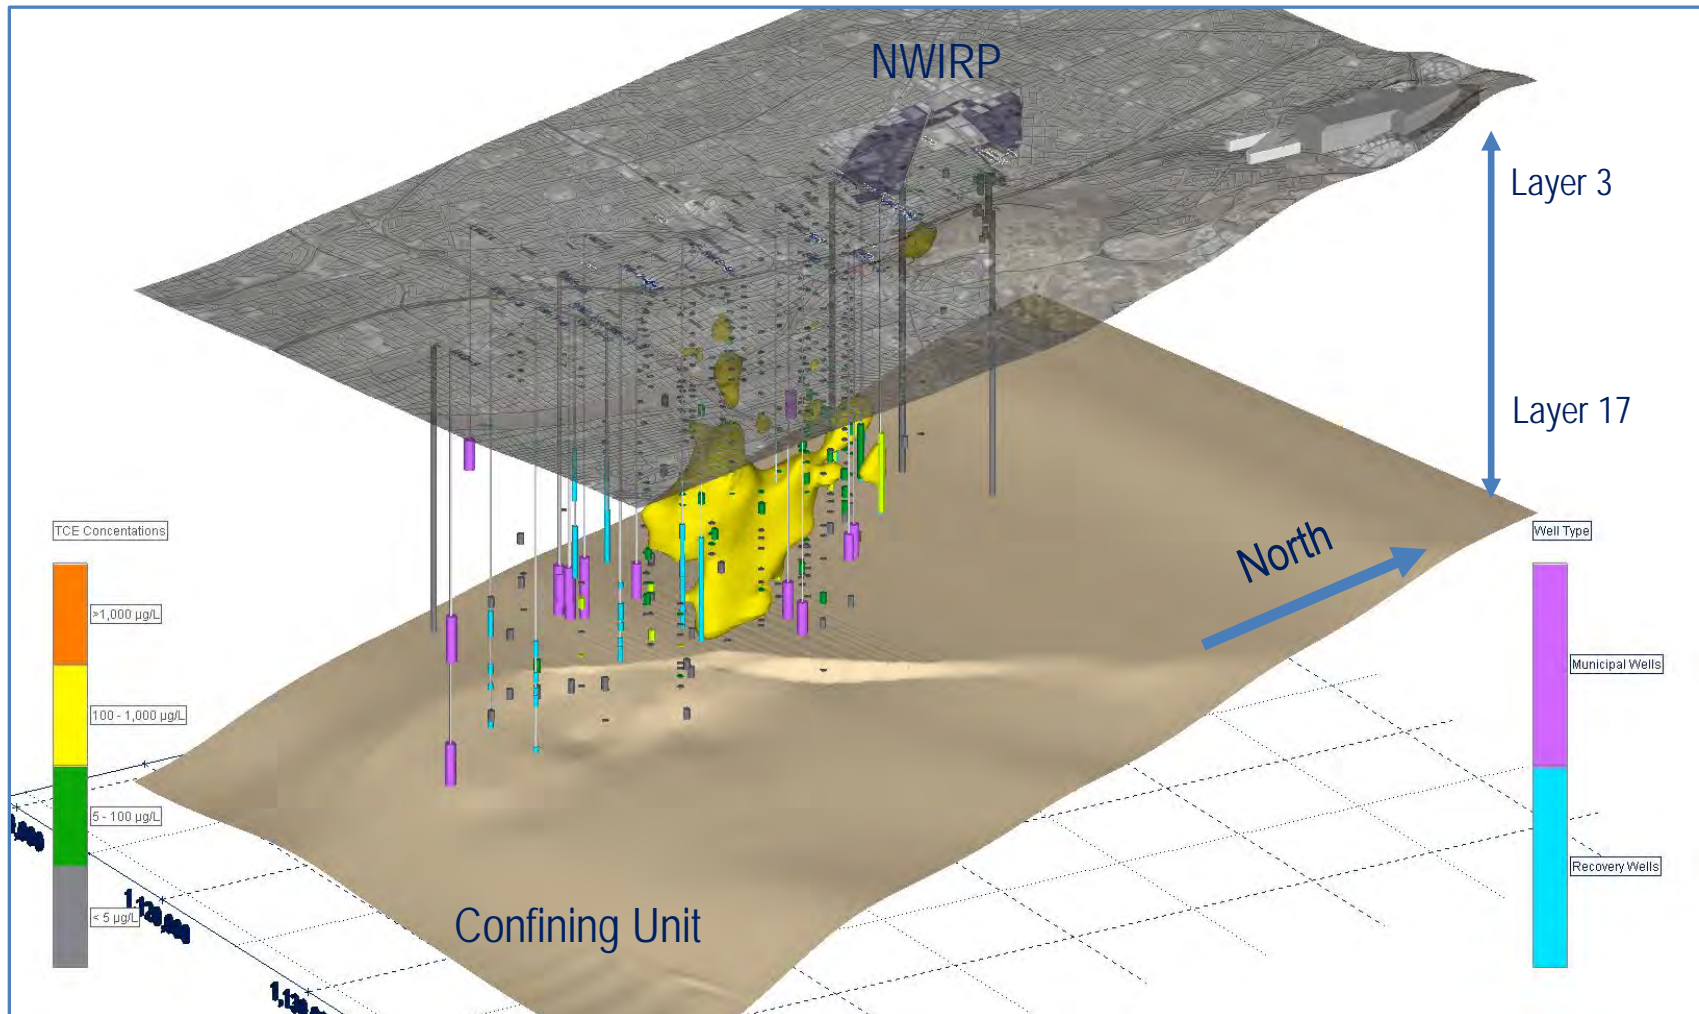 NWIRP
Layer 3
Layer 17
North
TCE Concentations
>1,000 µg/L
100 - 1,000 µg/L
5 - 100 µg/L
< 5 µg/L
Well Type
Municipal Wells
Recovery Wells
Confining Unit